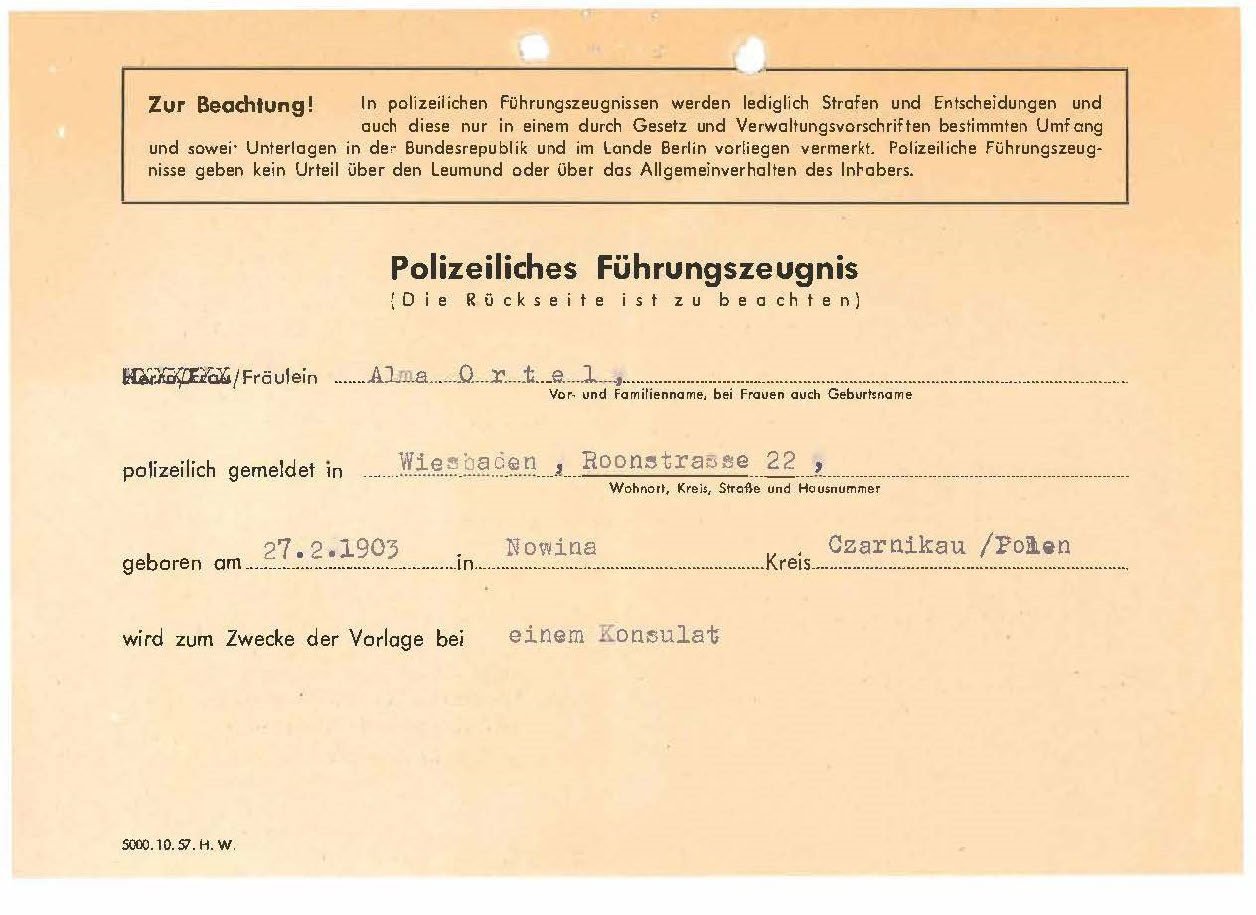 Zur Beachtung! In polizeilichen Führungszeugnissen werden lediglich Strafen und Entscheidungen und
auch diese nur in einem durch Gesetz und Verwaltungsvorschriften bestimmten Umfang
und soweit Unterlagen in der Bundesrepublik und im Lande Berlin vorliegen vermerkt. Polizeiliche Führungszeug-
nisse geben kein Urteil über den Leumund oder über das Allgemeinverhalten des Inhabers.
Polizeiliches Führungszeugnis
(Die Rückseite ist zu beachten)
Herrn/Frau/Fräulein Alma Ortel,
Vor- und Familienname, bei Frauen auch Geburtsname
polizeilich gemeldet in Wiesbaden, Roonstrasse 22,
Wohnort, Kreis, Straße und Hausnummer
geboren am 27.2.1903 in Nowina Kreis Czarnikau /Polen
wird zum Zwecke der Vorlage bei einem Konsulat
5000. 10. 57. H. W.